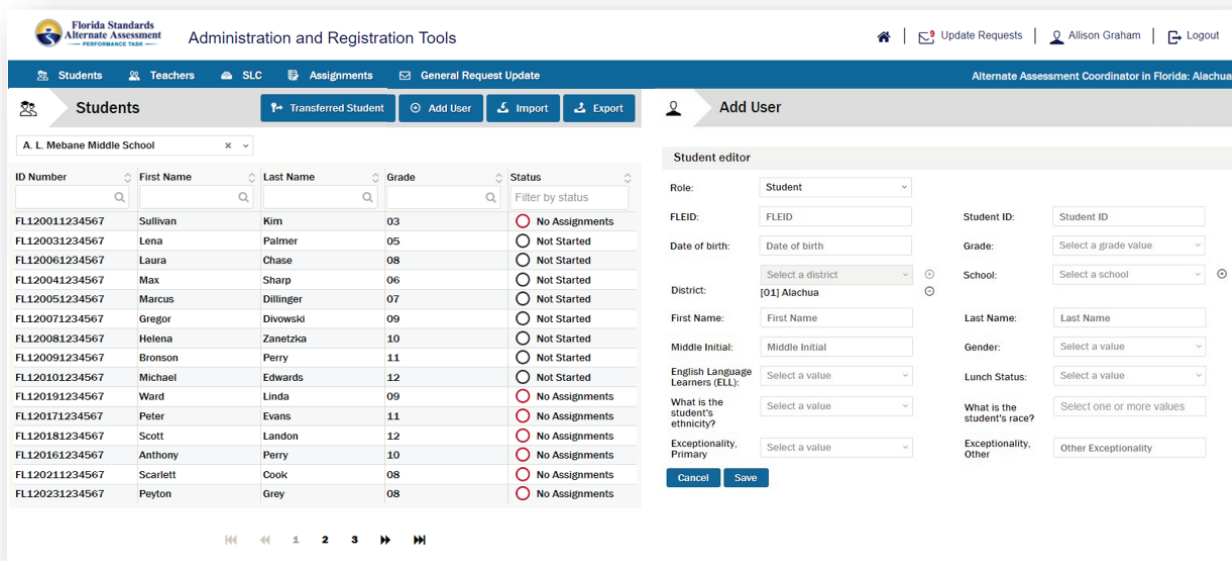 Florida Standards
Alternate Assessment
PERFORMANCE TASK
Administration and Registration Tools
9 Update Requests
Allison Graham
Logout
Students Teachers SLC Assignments General Request Update
Alternate Assessment Coordinator in Florida: Alachua
Students
Transferred Student Add User Import Export
A. L. Mebane Middle School
ID Number First Name Last Name Grade Status
Filter by status
FL120011234567 Sullivan Kim 03 No Assignments
FL120031234567 Lena Palmer 05 Not Started
FL120061234567 Laura Chase 08 Not Started
FL120041234567 Max Sharp 06 Not Started
FL120051234567 Marcus Dillinger 07 Not Started
FL120071234567 Gregor Divowski 09 Not Started
FL120081234567 Helena Zanetzka 10 Not Started
FL120091234567 Bronson Perry 11 Not Started
FL120101234567 Michael Edwards 12 Not Started
FL120191234567 Ward Linda 09 No Assignments
FL120171234567 Peter Evans 11 No Assignments
FL120181234567 Scott Landon 12 No Assignments
FL120161234567 Anthony Perry 10 No Assignments
FL120211234567 Scarlett Cook 08 No Assignments
FL120231234567 Peyton Grey 08 No Assignments
1 2 3
Add User
Student editor
Role: Student
FLEID: FLEID Student ID: Student ID
Date of birth: Date of birth Grade: Select a grade value
Select a district School: Select a school
District: [01] Alachua
First Name: First Name Last Name: Last Name
Middle Initial: Middle Initial Gender: Select a value
English Language
Learners (ELL): Select a value Lunch Status: Select a value
What is the
student's
ethnicity? Select a value
What is the
student's race? Select one or more values
Exceptionality,
Primary Select a value
Exceptionality,
Other Other Exceptionality
Cancel Save